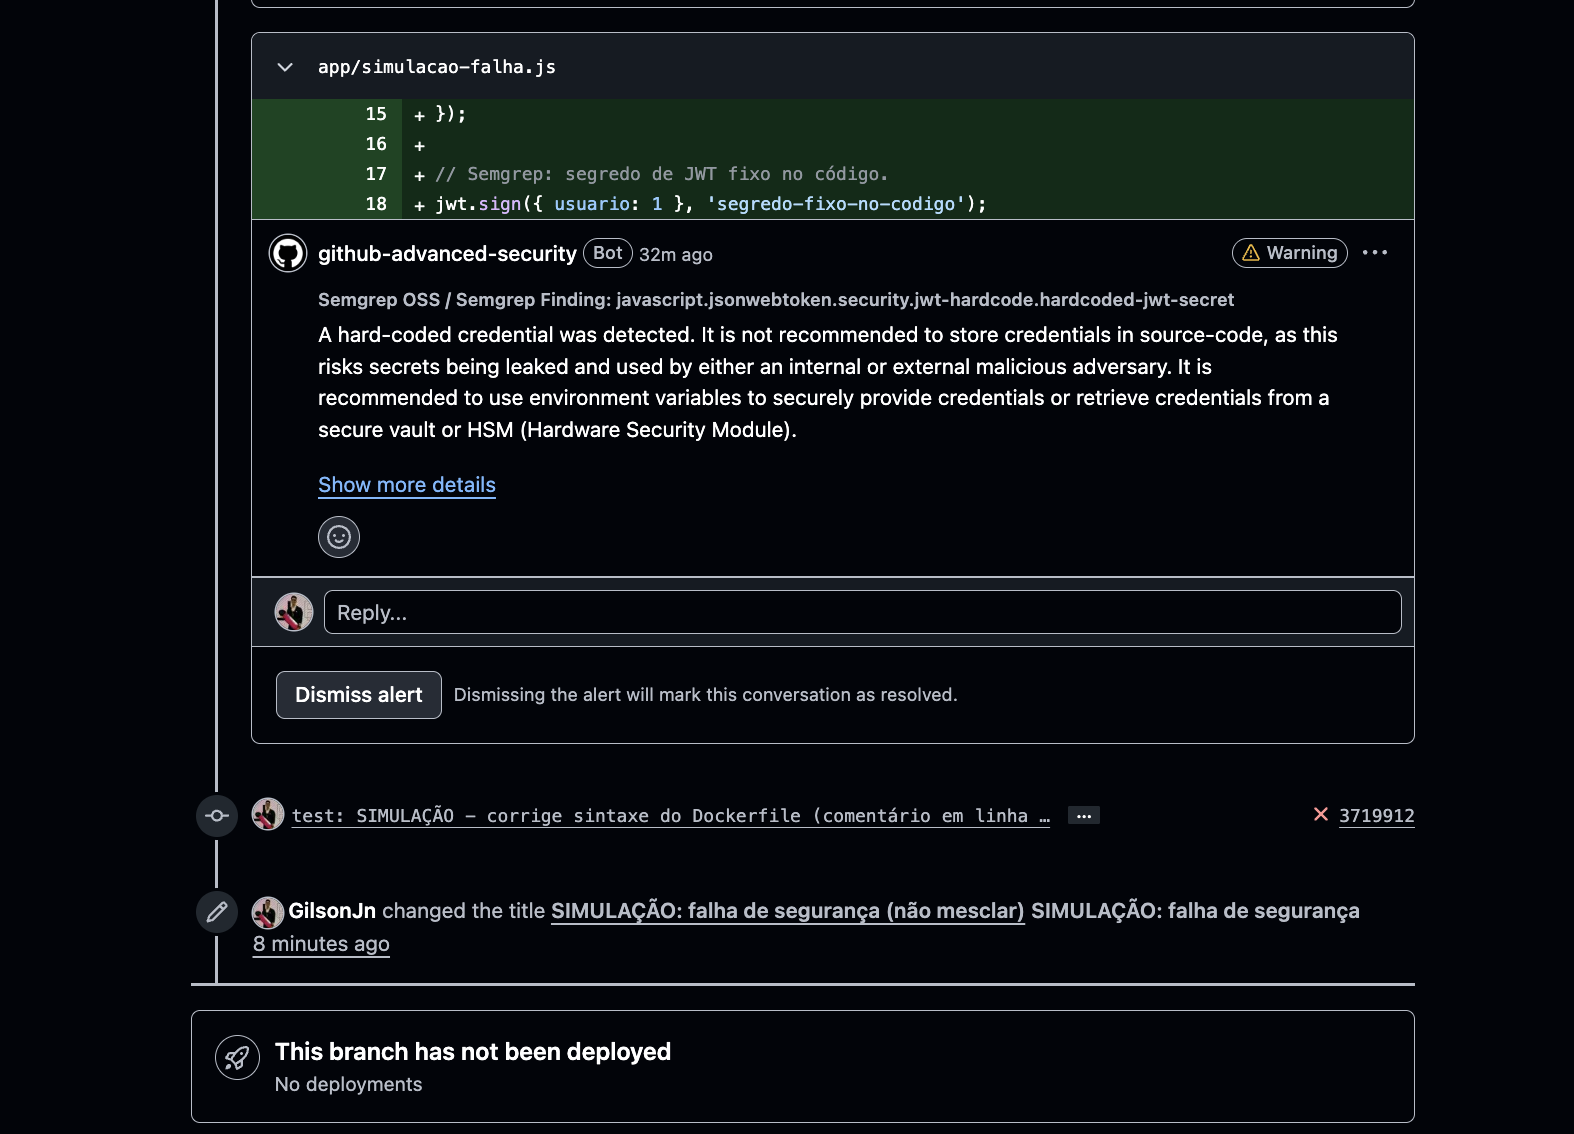 app/simulacao-falha.js
15 + });
16 +
17 + // Semgrep: segredo de JWT fixo no código.
18 + jwt.sign({ usuario: 1 }, 'segredo-fixo-no-codigo');
github-advanced-security Bot 32m ago Warning ...
Semgrep OSS / Semgrep Finding: javascript.jsonwebtoken.security.jwt-hardcode.hardcoded-jwt-secret
A hard-coded credential was detected. It is not recommended to store credentials in source-code, as this
risks secrets being leaked and used by either an internal or external malicious adversary. It is
recommended to use environment variables to securely provide credentials or retrieve credentials from a
secure vault or HSM (Hardware Security Module).
Show more details
Reply...
Dismiss alert Dismissing the alert will mark this conversation as resolved.
test: SIMULAÇÃO – corrige sintaxe do Dockerfile (comentário em linha … ... 3719912
GilsonJn changed the title SIMULAÇÃO: falha de segurança (não mesclar) SIMULAÇÃO: falha de segurança
8 minutes ago
This branch has not been deployed
No deployments